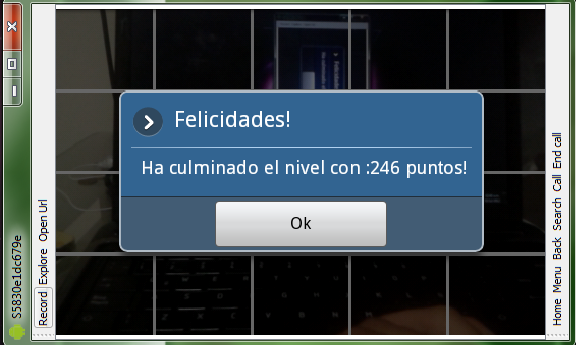 Felicidades!
Ha culminado el nivel con :246 puntos!
Ok
S5830e1dc679e
Record Explore Open Url
Home Menu Back Search Call End call